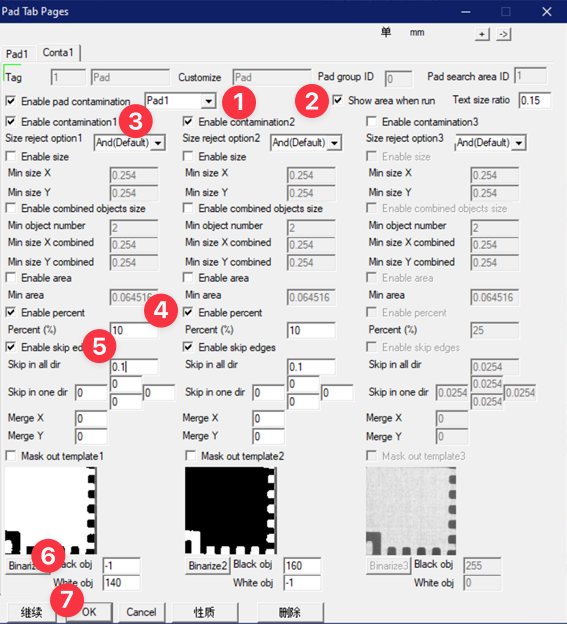 Pad Tab Pages
单 mm + ->
Pad1 Conta1
Tag 1 Pad Customize Pad Pad group ID 0 Pad search area ID 1
Enable pad contamination Pad1 1 2 Show area when run Text size ratio 0.15
Enable contamination1 3 Enable contamination2 Enable contamination3
Size reject option1 And(Default) Size reject option2 And(Default) Size reject option3 And(Default)
Enable size Enable size Enable size
Min size X 0.254 Min size X 0.254 Min size X 0.254
Min size Y 0.254 Min size Y 0.254 Min size Y 0.254
Enable combined objects size Enable combined objects size Enable combined objects size
Min object number 2 Min object number 2 Min object number 2
Min size X combined 0.254 Min size X combined 0.254 Min size X combined 0.254
Min size Y combined 0.254 Min size Y combined 0.254 Min size Y combined 0.254
Enable area Enable area Enable area
Min area 0.064516 Min area 0.064516 Min area 0.064516
Enable percent 4 Enable percent Enable percent
Percent (%) 10 Percent (%) 10 Percent (%) 25
Enable skip ed 5 Enable skip edges Enable skip edges
Skip in all dir 0.1 Skip in all dir 0.1 Skip in all dir 0.0254
0 0 0.0254
Skip in one dir 0 0 Skip in one dir 0 0 Skip in one dir 0.0254 0.0254
0 0 0.0254
Merge X 0 Merge X 0 Merge X 0
Merge Y 0 Merge Y 0 Merge Y 0
Mask out template1 Mask out template2 Mask out template3
Binarize 6 lack obj -1 Binarize2 Black obj 160 Binarize3 Black obj 255
White obj 140 White obj -1 White obj 0
继续 7 OK Cancel 性质 删除